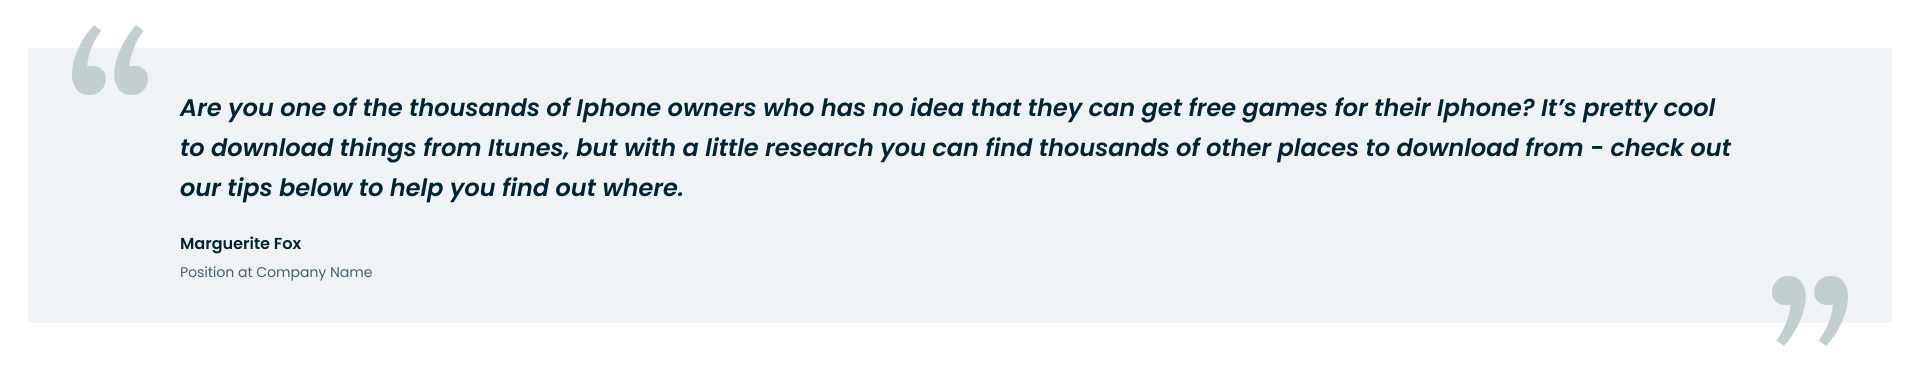 “
Are you one of the thousands of Iphone owners who has no idea that they can get free games for their Iphone? It’s pretty cool
to download things from Itunes, but with a little research you can find thousands of other places to download from - check out
our tips below to help you find out where.
Marguerite Fox
Position at Company Name
”